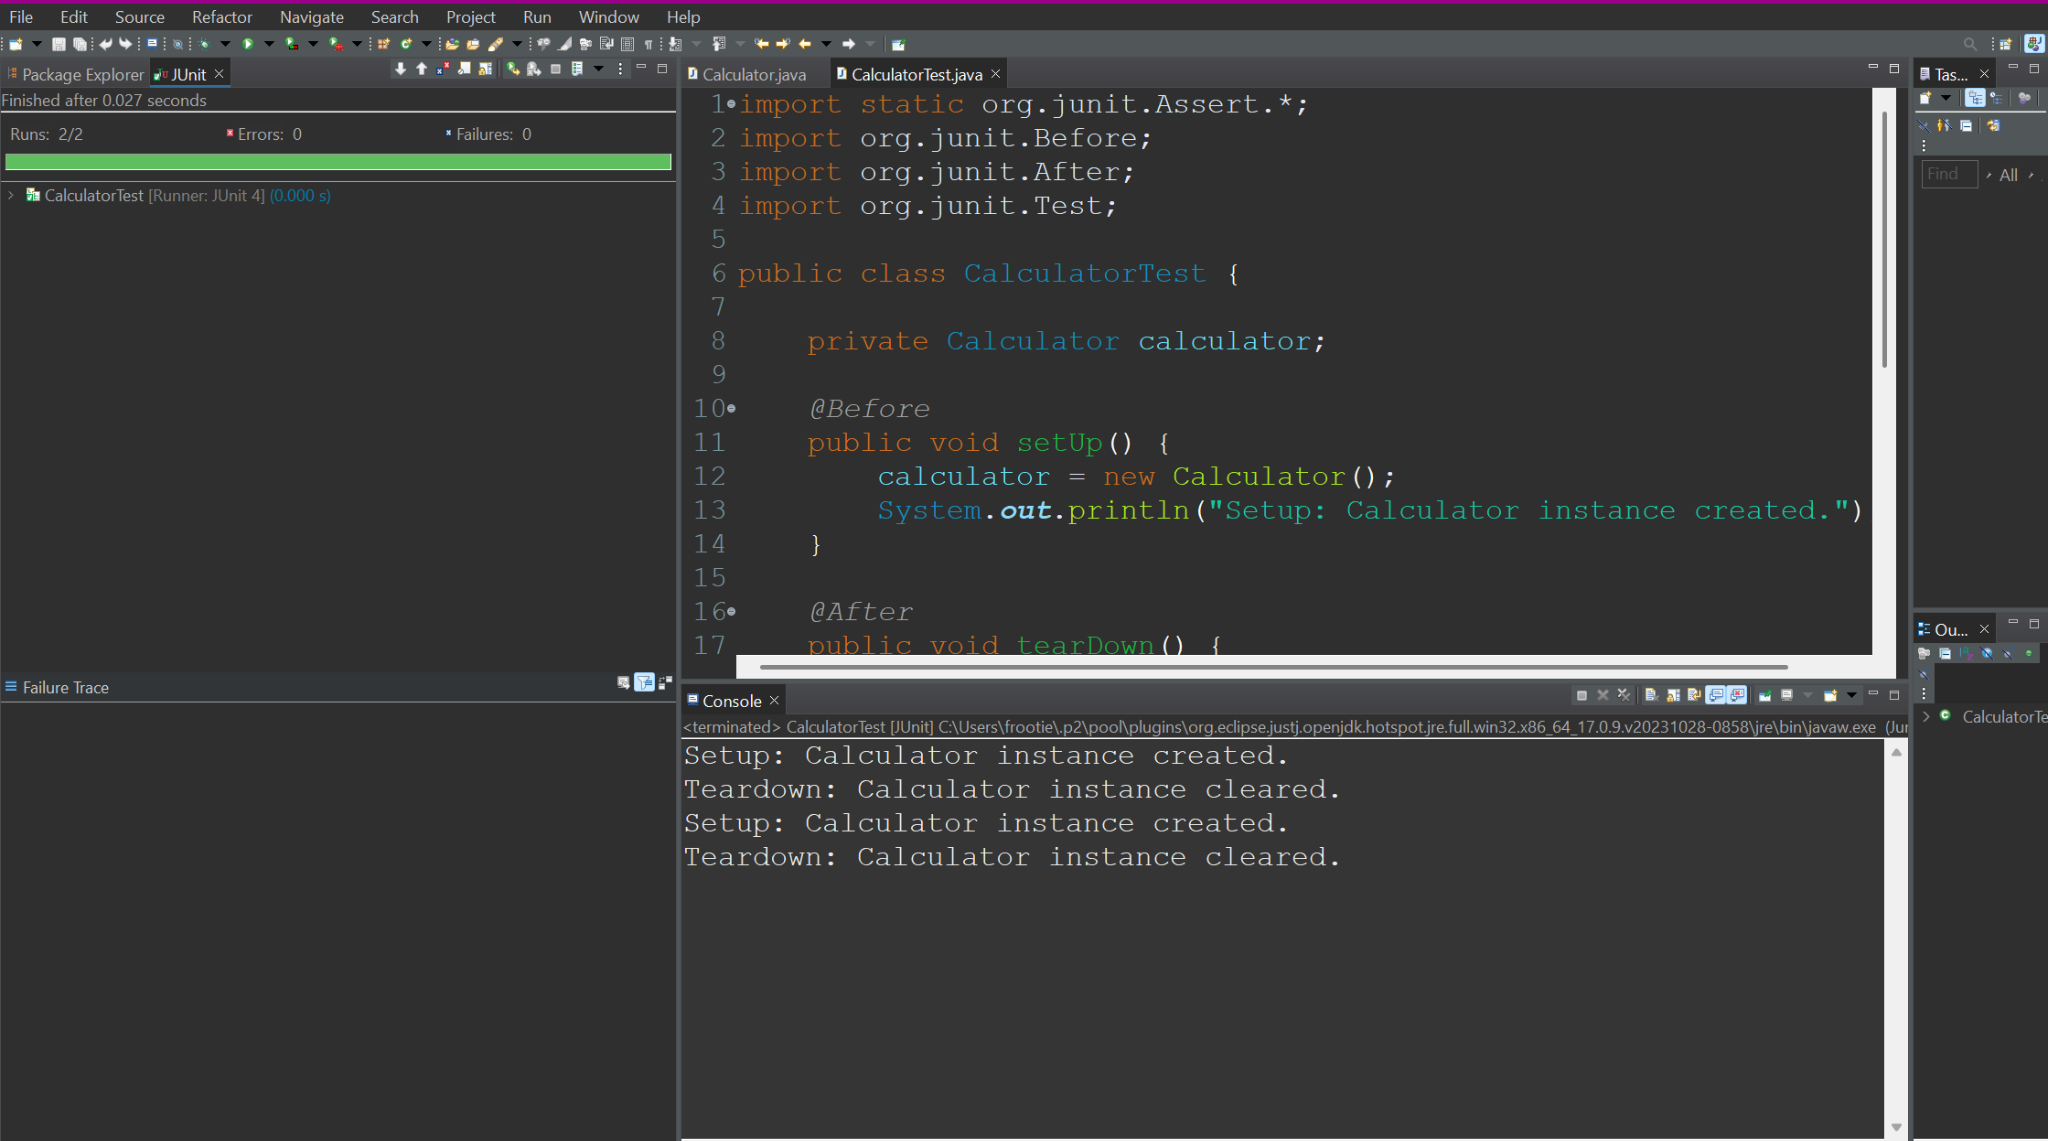 File Edit Source Refactor Navigate Search Project Run Window Help
Package Explorer JUnit
Finished after 0.027 seconds
Runs: 2/2 Errors: 0 Failures: 0
CalculatorTest [Runner: JUnit 4] (0.000 s)
Failure Trace
Calculator.java CalculatorTest.java
1 import static org.junit.Assert.*;
2 import org.junit.Before;
3 import org.junit.After;
4 import org.junit.Test;
5
6 public class CalculatorTest {
7
8 private Calculator calculator;
9
10 @Before
11 public void setUp() {
12 calculator = new Calculator();
13 System.out.println("Setup: Calculator instance created.")
14 }
15
16 @After
17 public void tearDown() {
Console
<terminated> CalculatorTest [JUnit] C:\Users\frootie\.p2\pool\plugins\org.eclipse.justj.openjdk.hotspot.jre.full.win32.x86_64_17.0.9.v20231028-0858\jre\bin\javaw.exe (Jun
Setup: Calculator instance created.
Teardown: Calculator instance cleared.
Setup: Calculator instance created.
Teardown: Calculator instance cleared.
Tas...
Find All
Ou...
CalculatorTe